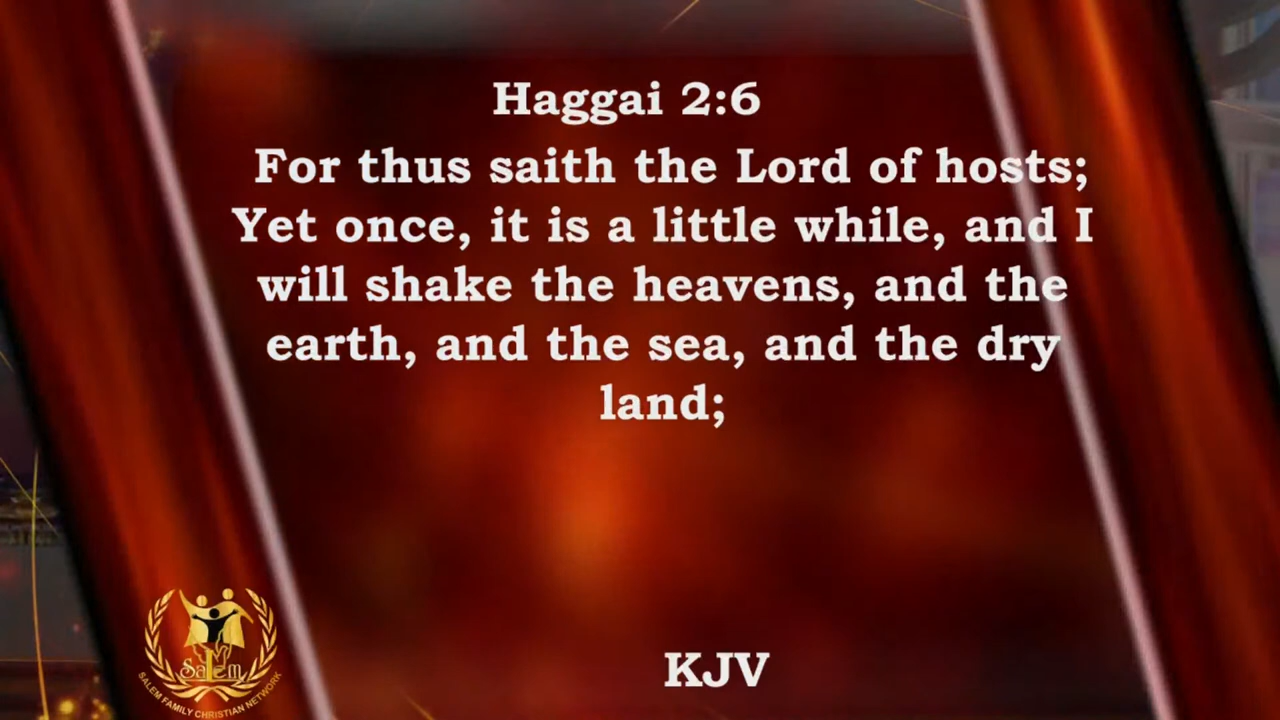 Haggai 2:6
For thus saith the Lord of hosts;
Yet once, it is a little while, and I
will shake the heavens, and the
earth, and the sea, and the dry
land;
KJV
Salem
SALEM FAMILY CHRISTIAN NETWORK